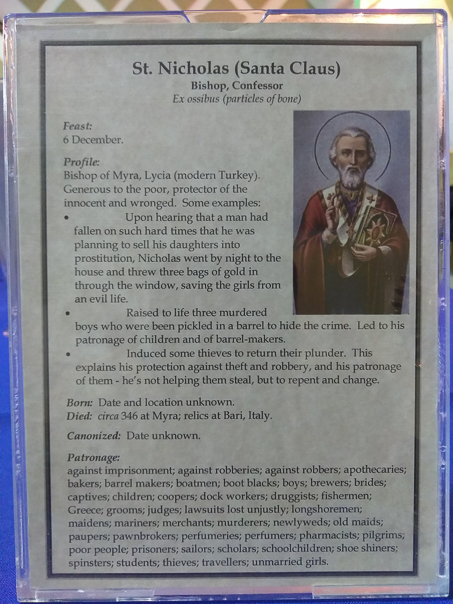 St. Nicholas (Santa Claus)
Bishop, Confessor
Ex ossibus (particles of bone)
Feast:
6 December.
Profile:
Bishop of Myra, Lycia (modern Turkey).
Generous to the poor, protector of the
innocent and wronged. Some examples:
• Upon hearing that a man had
fallen on such hard times that he was
planning to sell his daughters into
prostitution, Nicholas went by night to the
house and threw three bags of gold in
through the window, saving the girls from
an evil life.
• Raised to life three murdered
boys who were been pickled in a barrel to hide the crime. Led to his
patronage of children and of barrel-makers.
• Induced some thieves to return their plunder. This
explains his protection against theft and robbery, and his patronage
of them - he's not helping them steal, but to repent and change.
Born: Date and location unknown.
Died: circa 346 at Myra; relics at Bari, Italy.
Canonized: Date unknown.
Patronage:
against imprisonment; against robberies; against robbers; apothecaries;
bakers; barrel makers; boatmen; boot blacks; boys; brewers; brides;
captives; children; coopers; dock workers; druggists; fishermen;
Greece; grooms; judges; lawsuits lost unjustly; longshoremen;
maidens; mariners; merchants; murderers; newlyweds; old maids;
paupers; pawnbrokers; perfumeries; perfumers; pharmacists; pilgrims;
poor people; prisoners; sailors; scholars; schoolchildren; shoe shiners;
spinsters; students; thieves; travellers; unmarried girls.